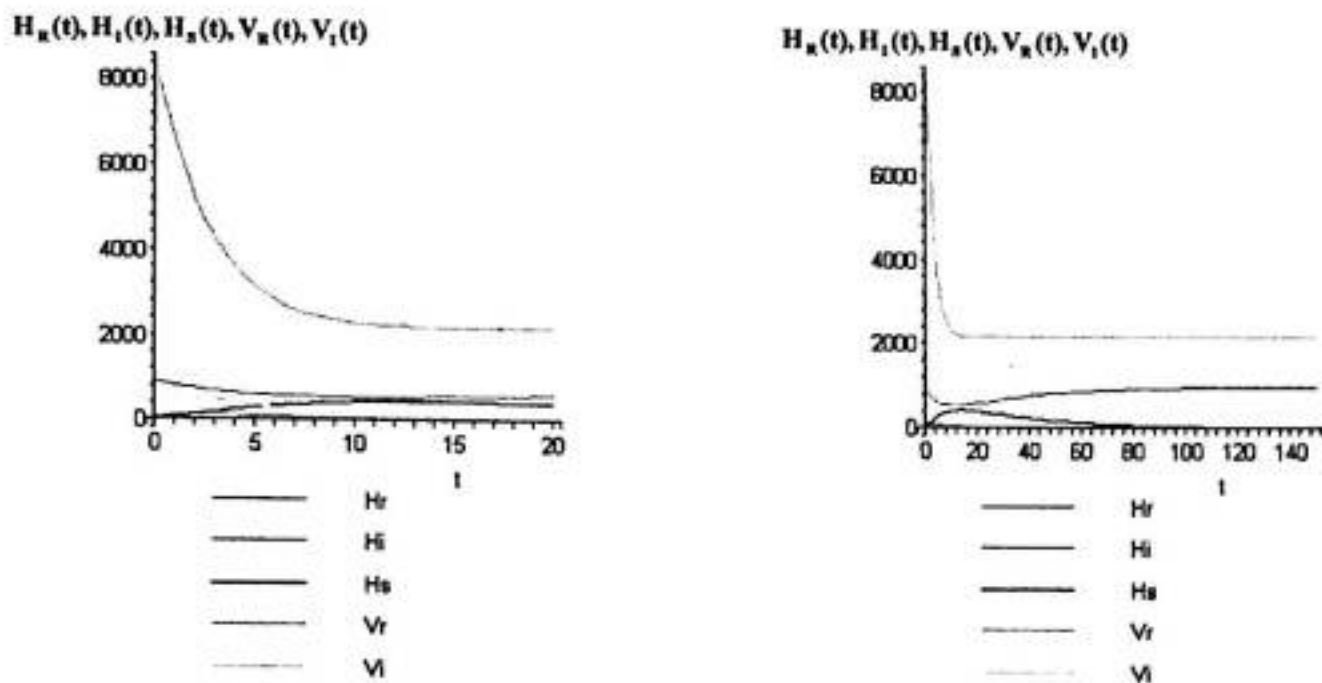 H_R(t), H_I(t), H_S(t), V_R(t), V_I(t)
8000
6000
4000
2000
0
0 5 10 15 20
t
Hr
Hi
Hs
Vr
Vi
H_R(t), H_I(t), H_S(t), V_R(t), V_I(t)
8000
6000
4000
2000
0
0 20 40 60 80 100 120 140
t
Hr
Hi
Hs
Vr
Vi